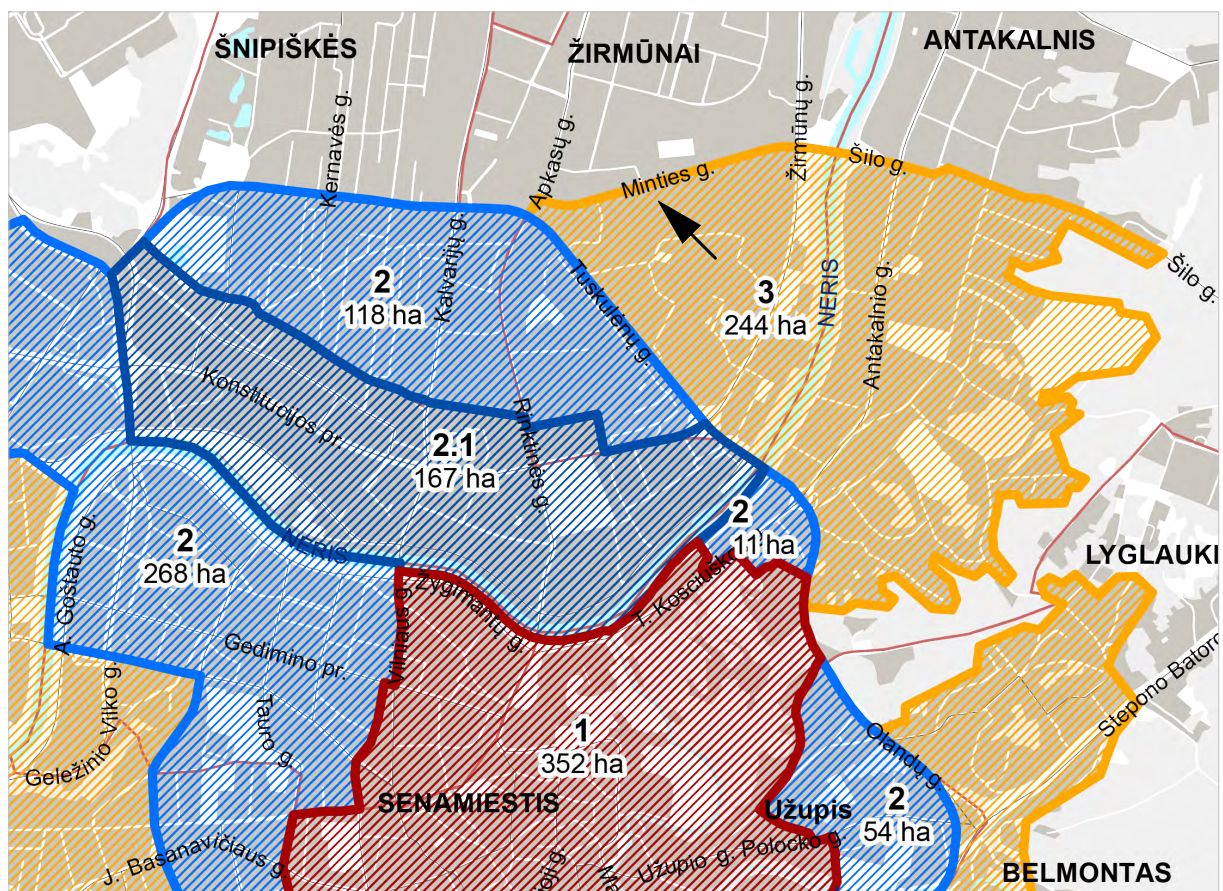 ŠNIPIŠKĖS
ŽIRMŪNAI
ANTAKALNIS
Kernavės g.
Apkasų g.
Žirmūnų g.
Šilo g.
Minties g.
Kalvarijų g.
Šilo g.
2
118 ha
Tuskulėnų g.
3
244 ha
NERIS
Antakalnio g.
Konstitucijos pr.
Rinktinės g.
2.1
167 ha
2
11 ha
2
268 ha
NERIS
A. Goštauto g.
Žygimantų g.
T. Kosciuškos
LYGLAUKI
Vilniaus g.
Gedimino pr.
Geležinio Vilko g.
Tauro g.
Stepono Batoro
1
352 ha
Olandų g.
SENAMIESTIS
Užupis
2
54 ha
J. Basanavičiaus g.
Užupio g.
Polocko g.
BELMONTAS